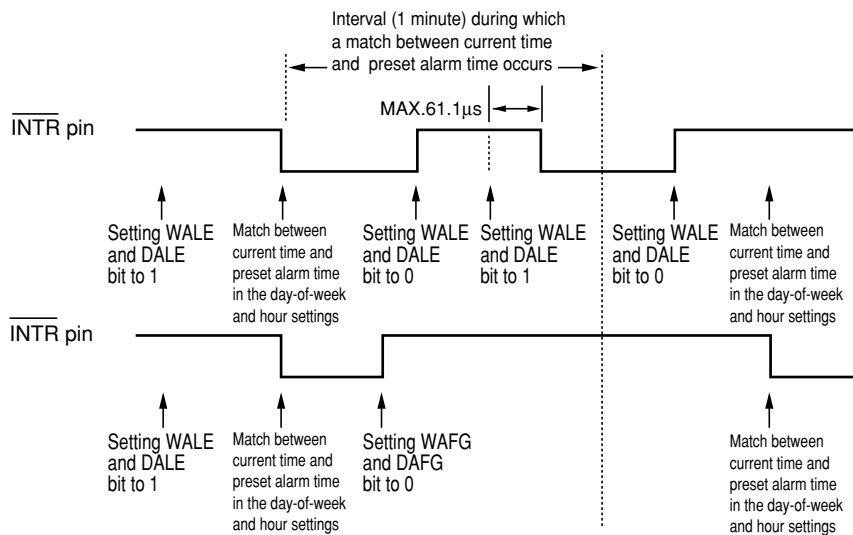 Interval (1 minute) during which
a match between current time
and preset alarm time occurs
MAX.61.1µs
INTR pin
Setting WALE
and DALE
bit to 1
Match between
current time and
preset alarm time
in the day-of-week
and hour settings
Setting WALE
and DALE
bit to 0
Setting WALE
and DALE
bit to 1
Setting WALE
and DALE
bit to 0
Match between
current time and
preset alarm time
in the day-of-week
and hour settings
INTR pin
Setting WALE
and DALE
bit to 1
Match between
current time and
preset alarm time
in the day-of-week
and hour settings
Setting WAFG
and DAFG
bit to 0
Match between
current time and
preset alarm time
in the day-of-week
and hour settings